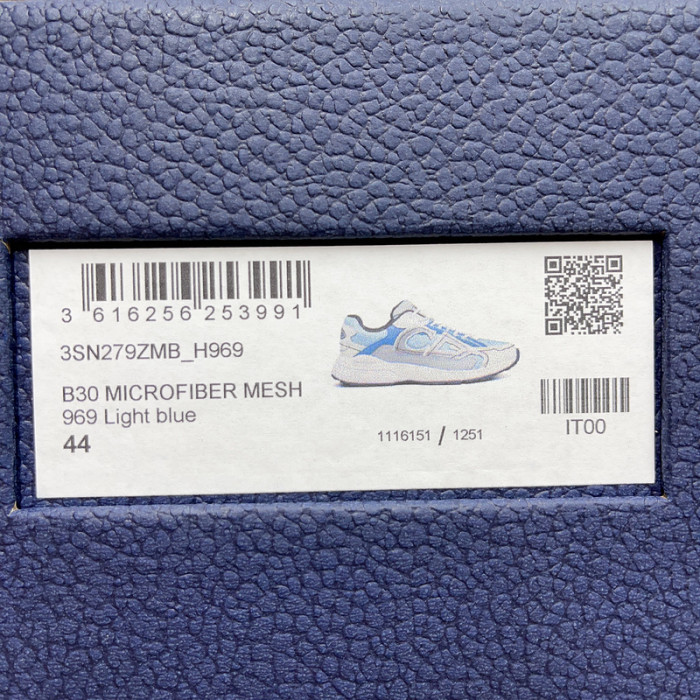 3 616256 253991
3SN279ZMB_H969
B30 MICROFIBER MESH
969 Light blue
44
1116151 / 1251
IT00